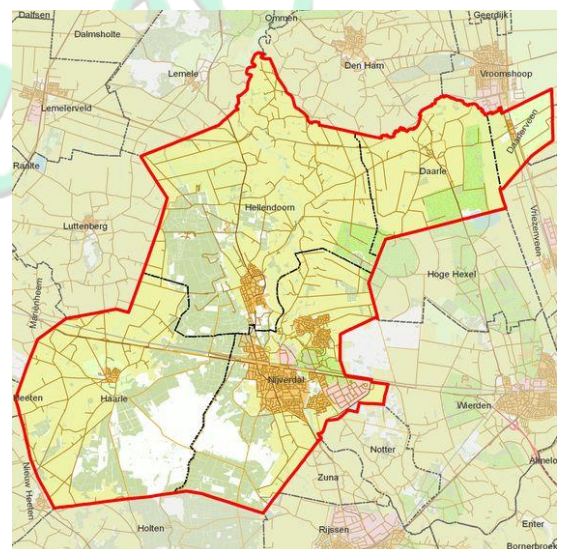 Dalfsen
Ommen
Geerdijk
Dalmsholte
Den Ham
Lemele
Vroomshoop
Lemelerveld
Daarlerveen
Raalte
Daarle
Hellendoorn
Luttenberg
Vriezenveen
Hoge Hexel
Mariënheem
Nijverdal
Heeten
Haarle
Wierden
Notter
Almelo
Nieuw Heeten
Zuna
Holten
Rijssen
Enter
Bornerbroek